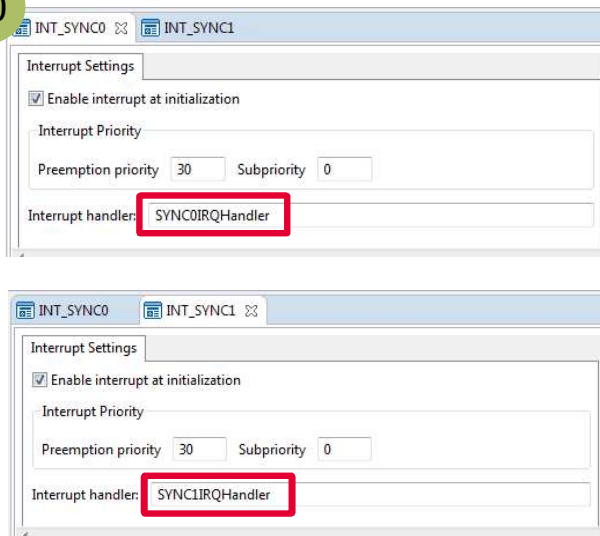 INT_SYNC0 INT_SYNC1
Interrupt Settings
Enable interrupt at initialization
Interrupt Priority
Preemption priority 30 Subpriority 0
Interrupt handler: SYNC0IRQHandler
INT_SYNC0 INT_SYNC1
Interrupt Settings
Enable interrupt at initialization
Interrupt Priority
Preemption priority 30 Subpriority 0
Interrupt handler: SYNC1IRQHandler